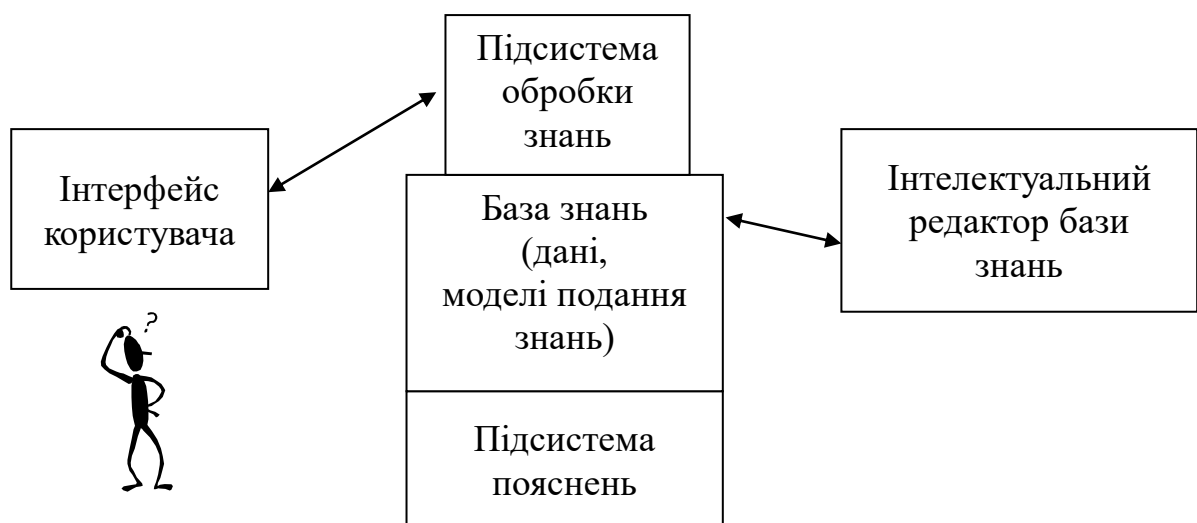 Підсистема
обробки
знань
Інтерфейс
користувача
База знань
(дані,
моделі подання
знань)
Інтелектуальний
редактор бази
знань
?
Підсистема
пояснень